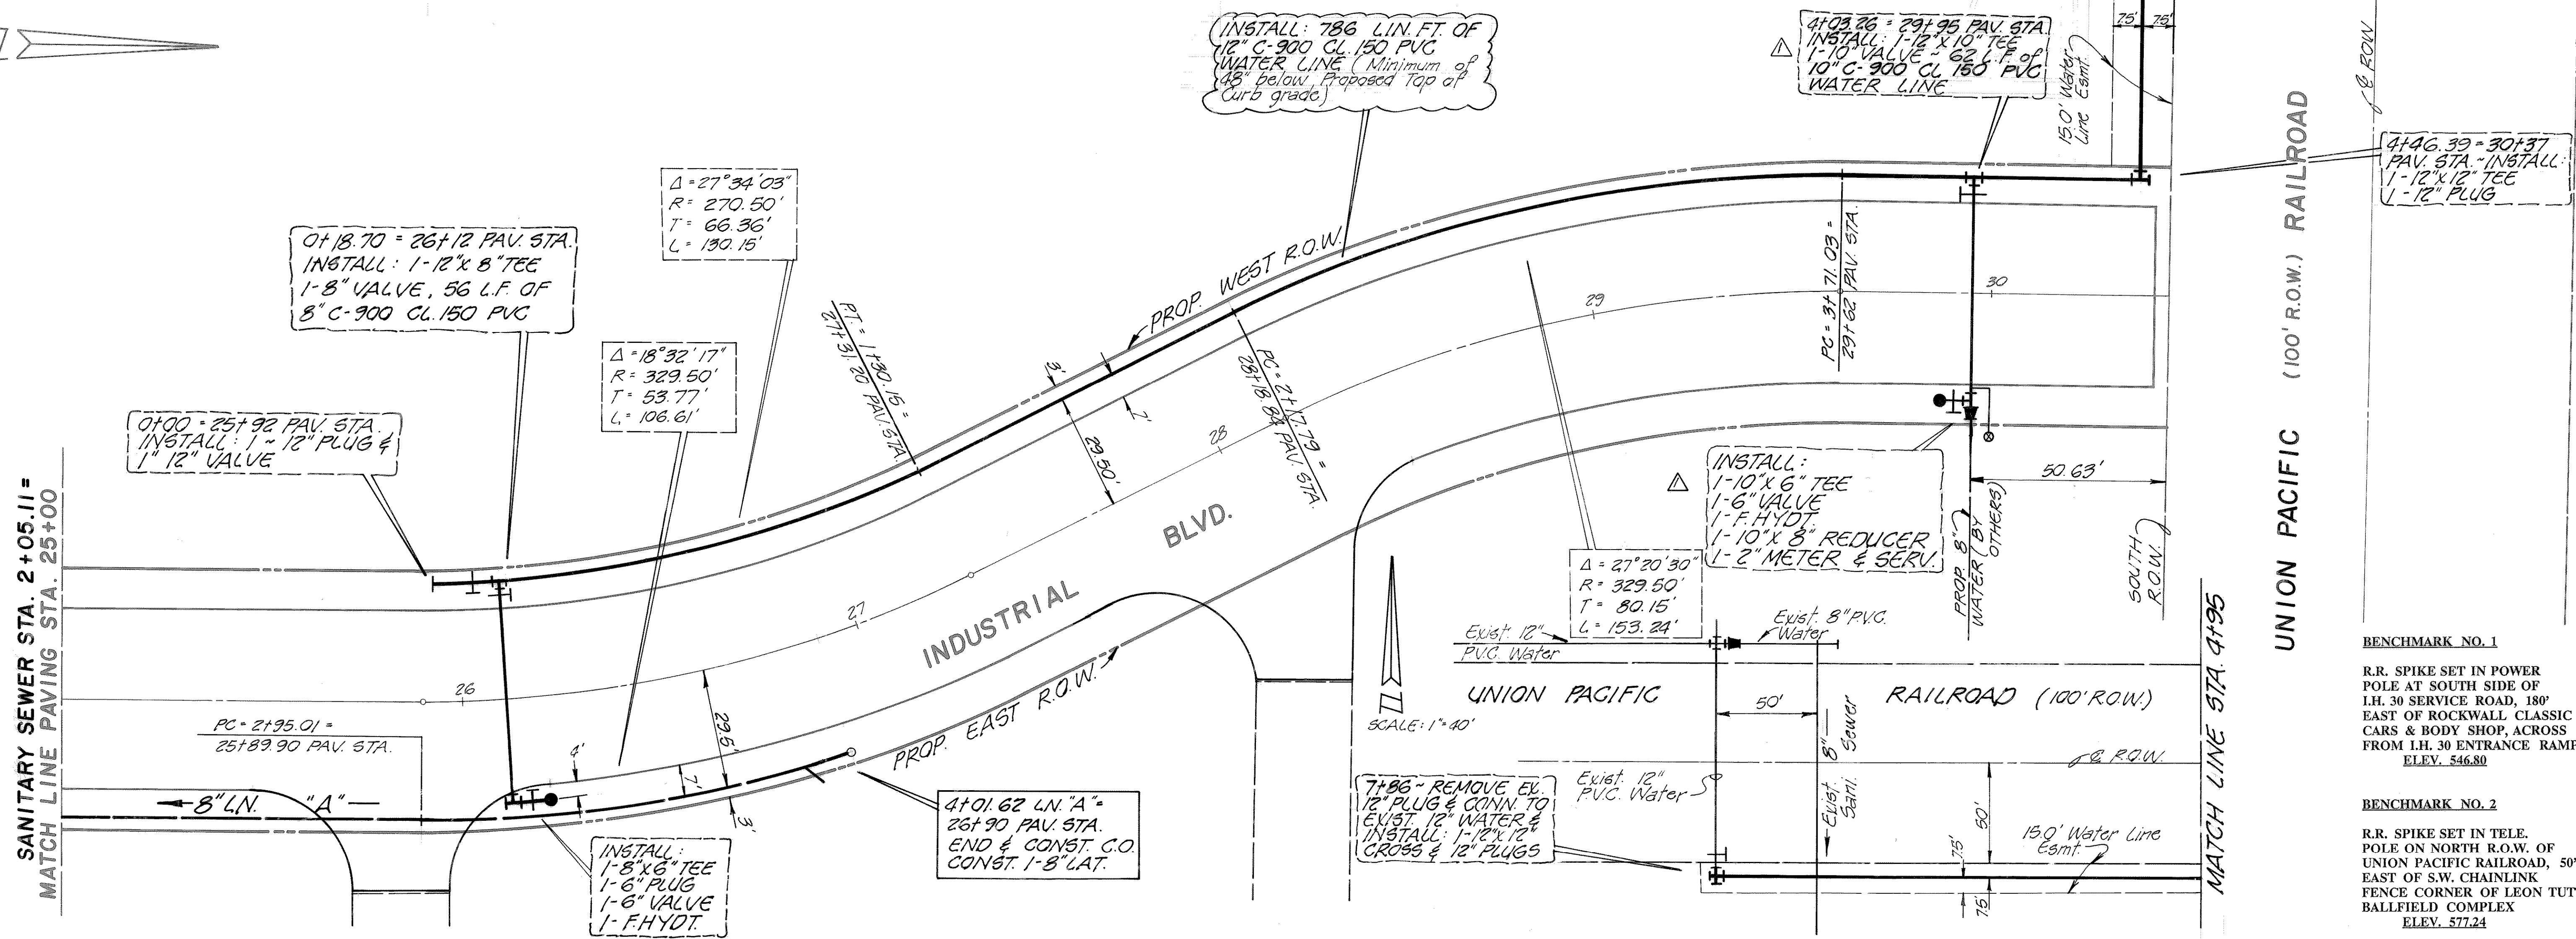 INSTALL: 786 LIN. FT. OF
12" C-900 CL. 150 PVC
WATER LINE (Minimum of
48" below Proposed Top of
Curb grade)
4+03.26 = 29+95 PAV. STA.
INSTALL: 1-12"X 10" TEE
1-10" VALVE ~ 62 L.F. of
10" C-900 CL 150 PVC
WATER LINE
1
7.5'
7.5'
15.0' Water
Line Esmt.
℄ ROW
UNION PACIFIC (100' R.O.W.) RAILROAD
4+46.39 = 30+37
PAV. STA. ~ INSTALL:
1-12"X 12" TEE
1-12" PLUG
Δ = 27°34'03"
R = 270.50'
T = 66.36'
L = 130.15'
0+18.70 = 26+12 PAV. STA.
INSTALL: 1-12"X 8" TEE
1-8" VALVE, 56 L.F. OF
8" C-900 CL. 150 PVC
Δ = 18°32'17"
R = 329.50'
T = 53.77'
L = 106.61'
0+00 = 25+92 PAV. STA.
INSTALL: 1 ~ 12" PLUG &
1" 12" VALVE
PT. = 1+30.15 =
27+31.20 PAV. STA.
PROP. WEST R.O.W.
3'
7'
29.50'
PC = 2+17.79 =
28+18.84 PAV. STA.
PC = 3+71.03 =
29+62 PAV. STA.
26
27
28
29
30
INDUSTRIAL BLVD.
SANITARY SEWER STA. 2+05.11 =
MATCH LINE PAVING STA. 25+00
PC = 2+95.01 =
25+89.90 PAV. STA.
8" LN. "A"
4'
7'
29.5'
3'
PROP. EAST R.O.W.
INSTALL:
1-8"X6" TEE
1-6" PLUG
1-6" VALVE
1-F.HYDT.
4+01.62 LN. "A" =
26+90 PAV. STA.
END & CONST. C.O.
CONST. 1-8" LAT.
1
INSTALL:
1-10"X 6" TEE
1-6" VALVE
1-F.HYDT.
1-10"X 8" REDUCER
1-2" METER & SERV.
50.63'
PROP. 8"
WATER (BY
OTHERS)
SOUTH
R.O.W.
Δ = 27°20'30"
R = 329.50'
T = 80.15'
L = 153.24'
SCALE: 1"=40'
Exist. 12"
P.V.C. Water
Exist. 8" P.V.C.
Water
UNION PACIFIC RAILROAD (100' R.O.W.)
50'
Exist. 8"
Sani. Sewer
℄ R.O.W.
Exist. 12"
P.V.C. Water
7+86 ~ REMOVE EX.
12" PLUG & CONN. TO
EXIST. 12" WATER &
INSTALL: 1-12"X 12"
CROSS & 12" PLUGS
50'
7.5'
7.5'
15.0' Water Line
Esmt.
MATCH LINE STA. 4+95
BENCHMARK NO. 1
R.R. SPIKE SET IN POWER
POLE AT SOUTH SIDE OF
I.H. 30 SERVICE ROAD, 180'
EAST OF ROCKWALL CLASSIC
CARS & BODY SHOP, ACROSS
FROM I.H. 30 ENTRANCE RAMP
ELEV. 546.80
BENCHMARK NO. 2
R.R. SPIKE SET IN TELE.
POLE ON NORTH R.O.W. OF
UNION PACIFIC RAILROAD, 50'
EAST OF S.W. CHAINLINK
FENCE CORNER OF LEON TUT
BALLFIELD COMPLEX
ELEV. 577.24